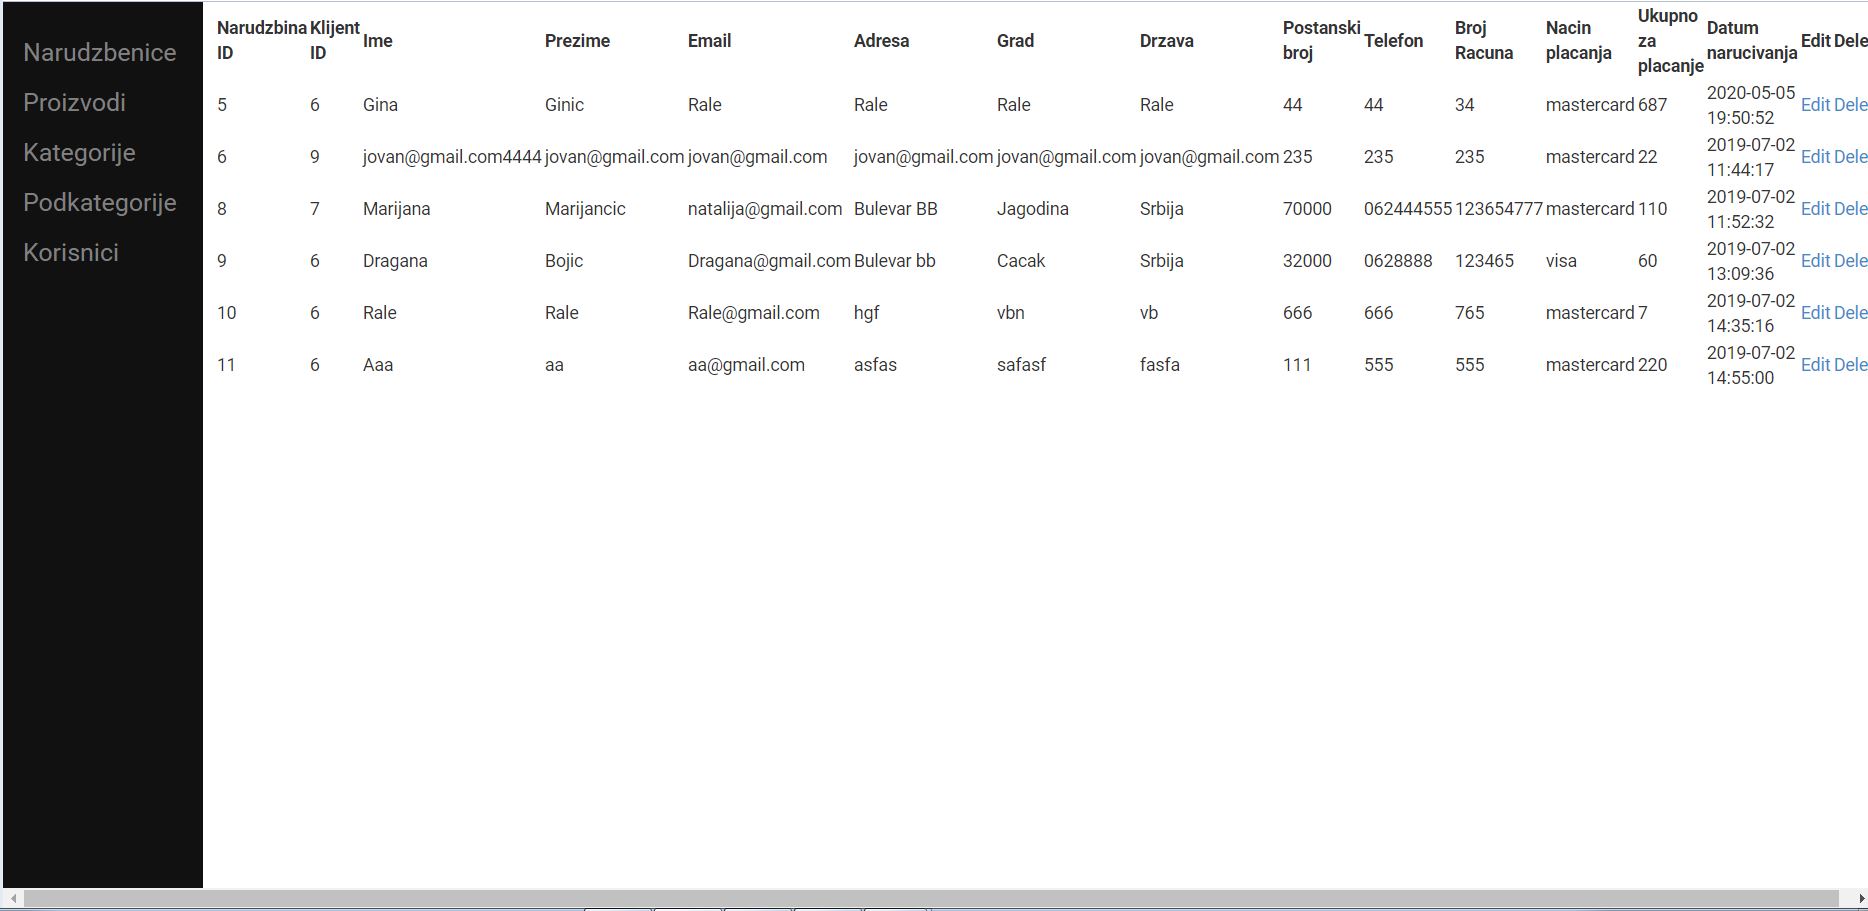 Narudzbenice
Proizvodi
Kategorije
Podkategorije
Korisnici
Narudzbina ID Klijent ID Ime Prezime Email Adresa Grad Drzava Postanski broj Telefon Broj Racuna Nacin placanja Ukupno za placanje Datum narucivanja Edit Dele
5 6 Gina Ginic Rale Rale Rale Rale 44 44 34 mastercard 687 2020-05-05 19:50:52 Edit Dele
6 9 jovan@gmail.com4444 jovan@gmail.com jovan@gmail.com jovan@gmail.com jovan@gmail.com jovan@gmail.com 235 235 235 mastercard 22 2019-07-02 11:44:17 Edit Dele
8 7 Marijana Marijancic natalija@gmail.com Bulevar BB Jagodina Srbija 70000 062444555 123654777 mastercard 110 2019-07-02 11:52:32 Edit Dele
9 6 Dragana Bojic Dragana@gmail.com Bulevar bb Cacak Srbija 32000 0628888 123465 visa 60 2019-07-02 13:09:36 Edit Dele
10 6 Rale Rale Rale@gmail.com hgf vbn vb 666 666 765 mastercard 7 2019-07-02 14:35:16 Edit Dele
11 6 Aaa aa aa@gmail.com asfas safasf fasfa 111 555 555 mastercard 220 2019-07-02 14:55:00 Edit Dele